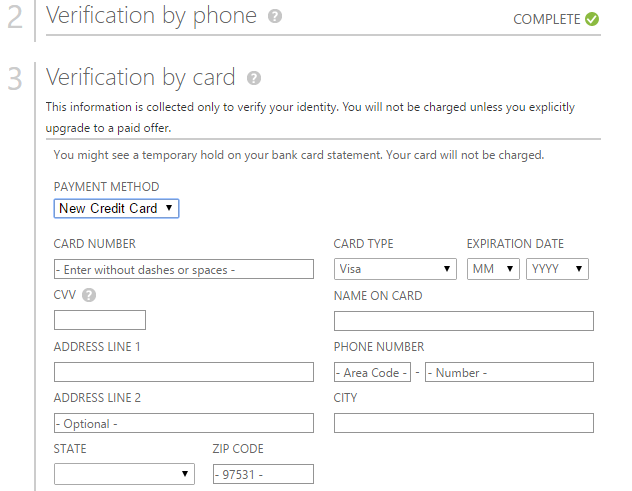 2 Verification by phone ? COMPLETE
3 Verification by card ?
This information is collected only to verify your identity. You will not be charged unless you explicitly
upgrade to a paid offer.
You might see a temporary hold on your bank card statement. Your card will not be charged.
PAYMENT METHOD
New Credit Card
CARD NUMBER CARD TYPE EXPIRATION DATE
- Enter without dashes or spaces - Visa MM YYYY
CVV ? NAME ON CARD
ADDRESS LINE 1 PHONE NUMBER
- Area Code - - - Number -
ADDRESS LINE 2 CITY
- Optional -
STATE ZIP CODE
- 97531 -